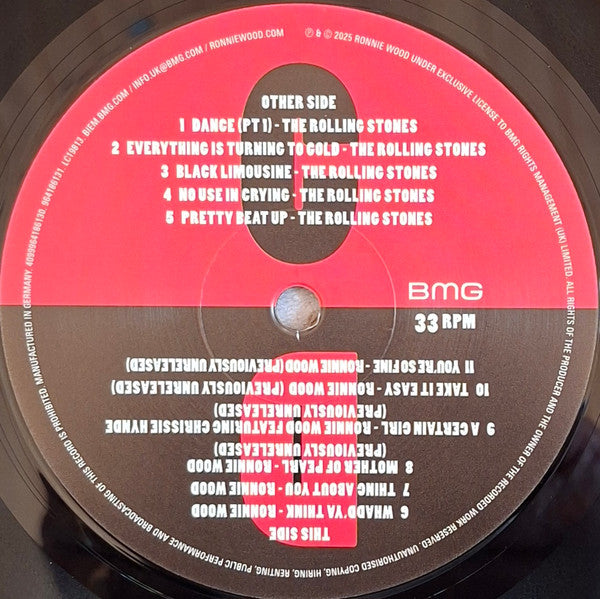 ℗ & © 2025 RONNIE WOOD UNDER EXCLUSIVE LICENSE TO BMG RIGHTS MANAGEMENT (UK) LIMITED. ALL RIGHTS OF THE PRODUCER AND THE OWNER OF THE RECORDED WORK RESERVED. UNAUTHORISED COPYING, HIRING, RENTING, PUBLIC PERFORMANCE AND BROADCASTING OF THIS RECORD IS PROHIBITED. MANUFACTURED IN GERMANY. 4099964186130, 964186131, LC19813, BIEM. BMG.COM / INFO.UK@BMG.COM / RONNIEWOOD.COM
C
OTHER SIDE
1 DANCE (PT 1) - THE ROLLING STONES
2 EVERYTHING IS TURNING TO GOLD - THE ROLLING STONES
3 BLACK LIMOUSINE - THE ROLLING STONES
4 NO USE IN CRYING - THE ROLLING STONES
5 PRETTY BEAT UP - THE ROLLING STONES
BMG
33 RPM
D
THIS SIDE
6 WHADD'YA THINK - RONNIE WOOD
7 THING ABOUT YOU - RONNIE WOOD
8 MOTHER OF PEARL - RONNIE WOOD
(PREVIOUSLY UNRELEASED)
9 A CERTAIN GIRL - RONNIE WOOD FEATURING CHRISSIE HYNDE
(PREVIOUSLY UNRELEASED)
10 TAKE IT EASY - RONNIE WOOD (PREVIOUSLY UNRELEASED)
11 YOU'RE SO FINE - RONNIE WOOD (PREVIOUSLY UNRELEASED)